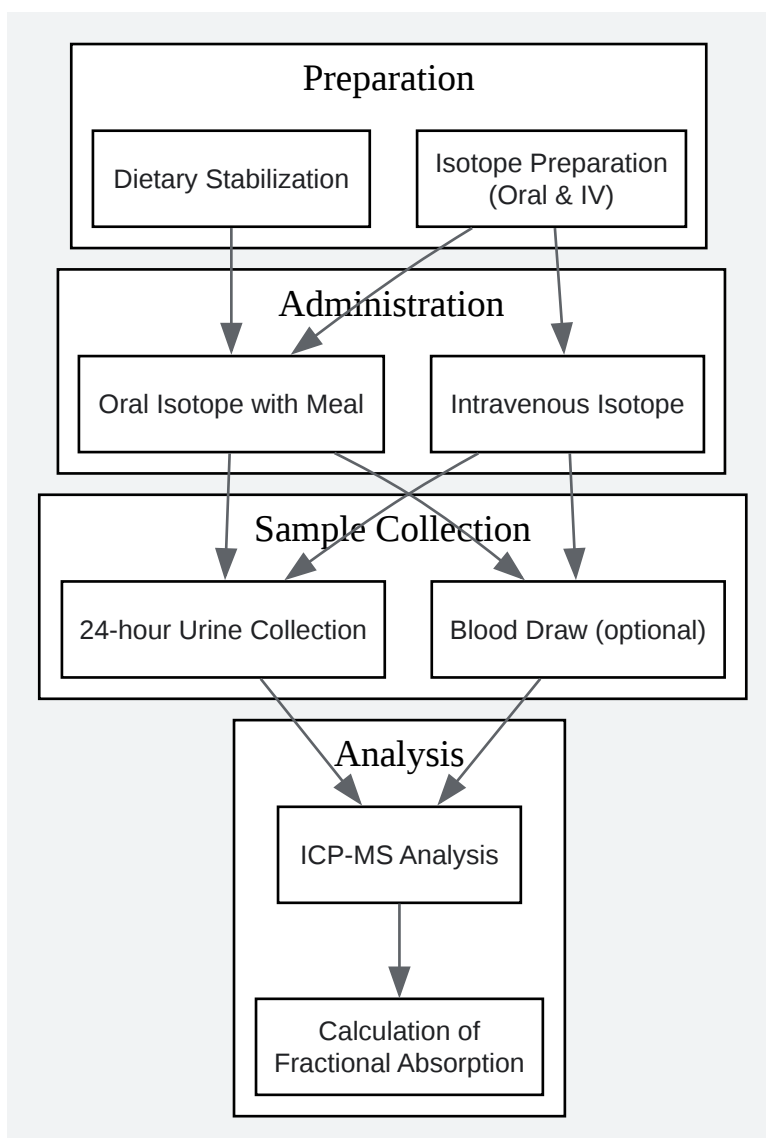 Preparation
Dietary Stabilization
Isotope Preparation
(Oral & IV)
Administration
Oral Isotope with Meal
Intravenous Isotope
Sample Collection
24-hour Urine Collection
Blood Draw (optional)
Analysis
ICP-MS Analysis
Calculation of
Fractional Absorption